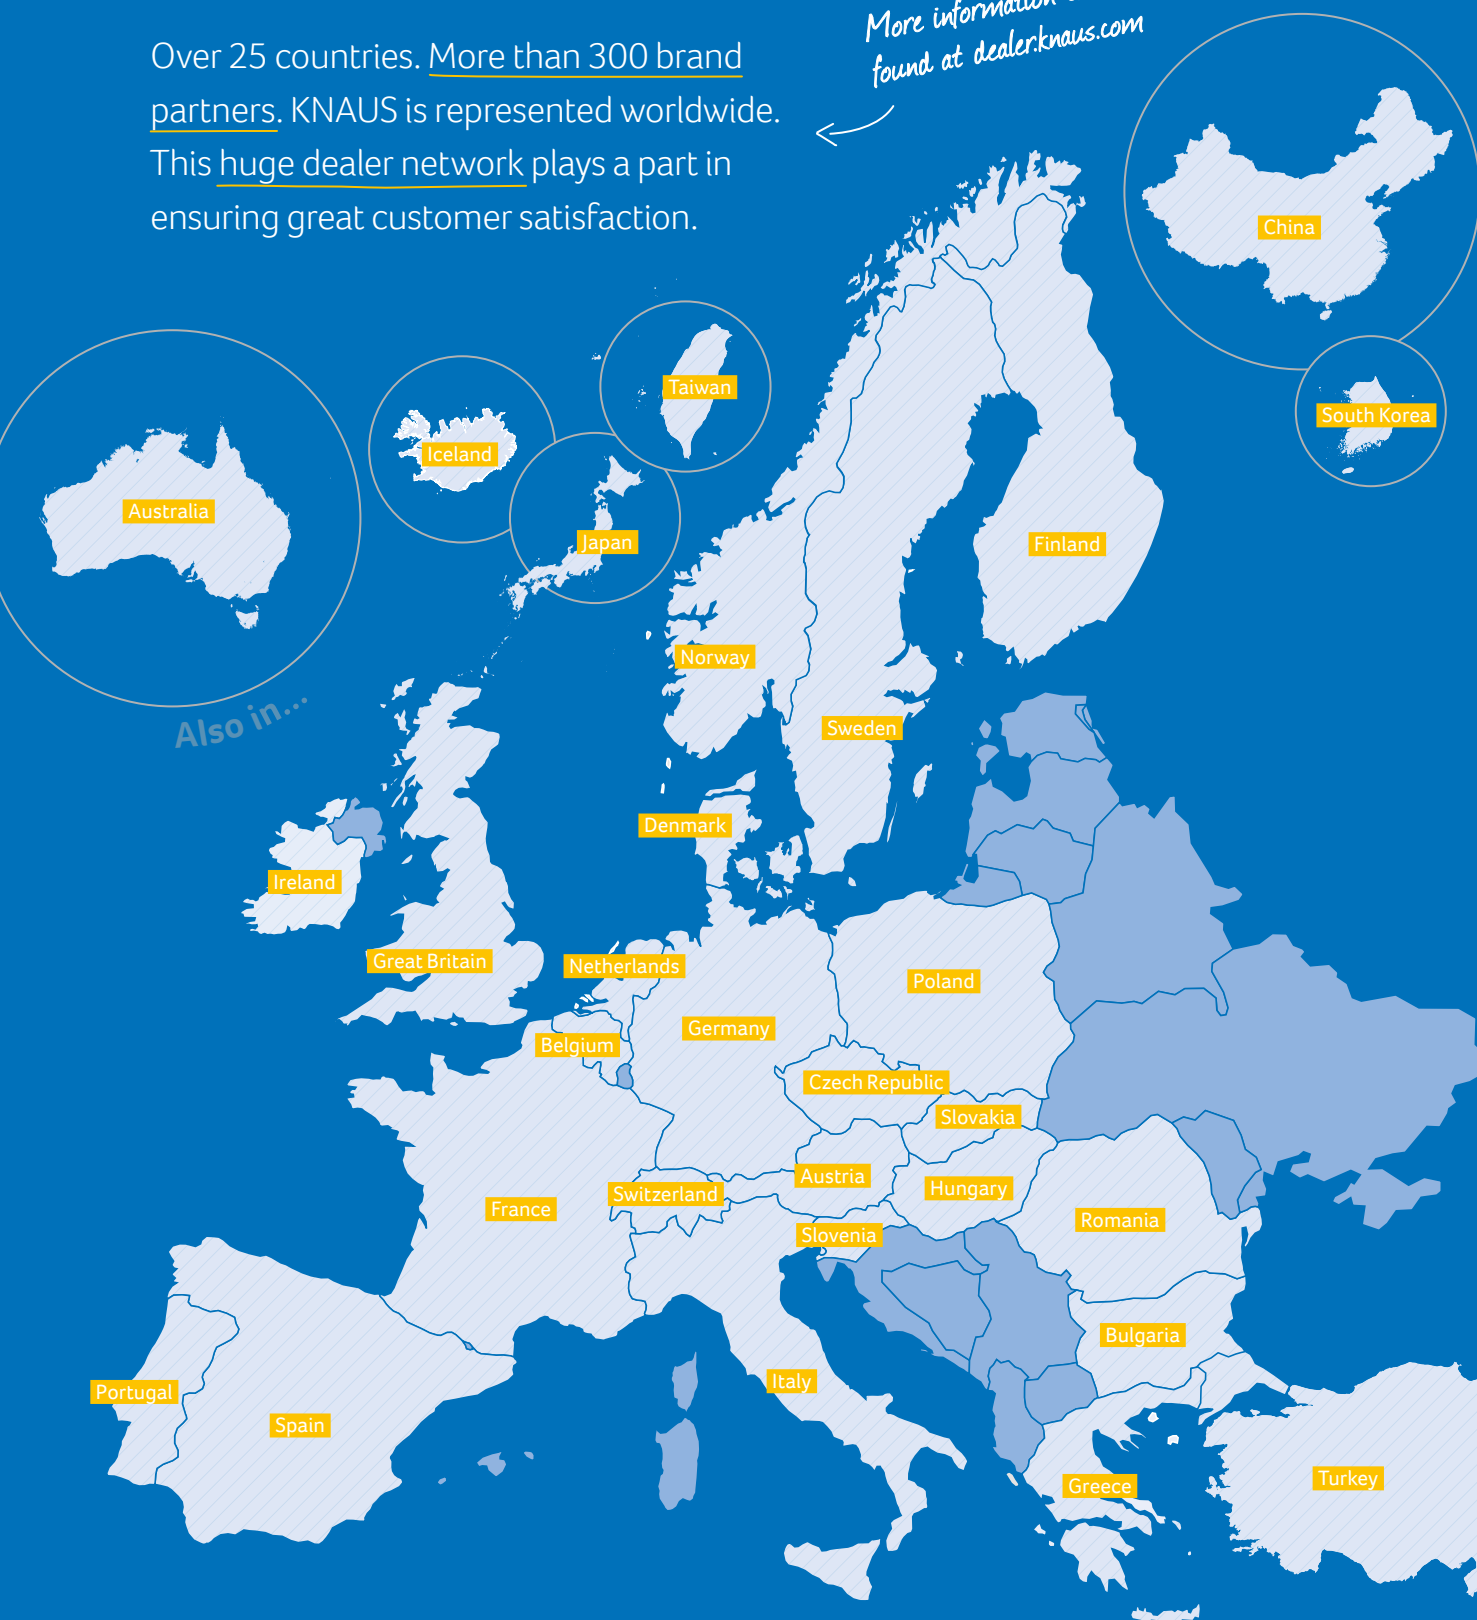 More information
found at dealer.knaus.com
Over 25 countries. More than 300 brand
partners. KNAUS is represented worldwide.
This huge dealer network plays a part in
ensuring great customer satisfaction.
China
Taiwan
South Korea
Iceland
Australia
Japan
Finland
Norway
Also in...
Sweden
Denmark
Ireland
Great Britain
Netherlands
Poland
Germany
Belgium
Czech Republic
Slovakia
Austria
Hungary
Switzerland
France
Romania
Slovenia
Bulgaria
Italy
Portugal
Spain
Turkey
Greece